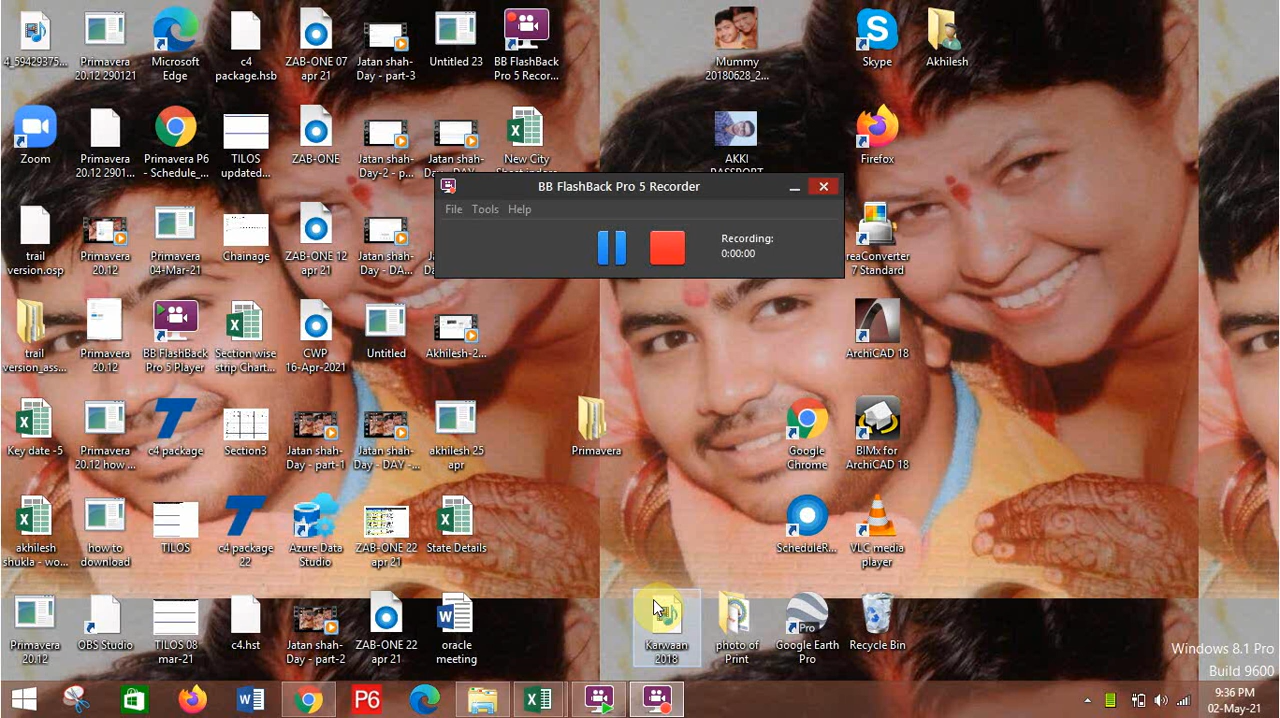 4_59429375...
Primavera
20.12 290121
Microsoft
Edge
c4
package.hsb
ZAB-ONE 07
apr 21
Jatan shah-
Day - part-3
Untitled 23
BB FlashBack
Pro 5 Recor...
Mummy
20180628_2...
Skype
Akhilesh
Zoom
Primavera
20.12 2901...
Primavera P6
- Schedule_...
TILOS
updated...
ZAB-ONE
Jatan shah-
Day-2 - p...
Jatan shah-
Day - DAY...
New City
AKKI
PASSPORT
Firefox
BB FlashBack Pro 5 Recorder
File Tools Help
Recording:
0:00:00
trail
version.osp
Primavera
20.12
Primavera
04-Mar-21
Chainage
ZAB-ONE 12
apr 21
Jatan shah-
Day - DA...
reaConverter
7 Standard
trail
version_ass...
Primavera
20.12
BB FlashBack
Pro 5 Player
Section wise
strip Chart...
CWP
16-Apr-2021
Untitled
Akhilesh-2...
ArchiCAD 18
Key date -5
Primavera
20.12 how ...
c4 package
Section3
Jatan shah-
Day - part-1
Jatan shah-
Day - DAY -...
akhilesh 25
apr
Primavera
Google
Chrome
BIMx for
ArchiCAD 18
akhilesh
shukla - wo...
how to
download
TILOS
c4 package
22
Azure Data
Studio
ZAB-ONE 22
apr 21
State Details
ScheduleR...
VLC media
player
Primavera
20.12
OBS Studio
TILOS 08
mar-21
c4.hst
Jatan shah-
Day - part-2
ZAB-ONE 22
apr 21
oracle
meeting
Karwaan
2018
photo of
Print
Pro
Google Earth
Pro
Recycle Bin
Windows 8.1 Pro
Build 9600
P6
9:36 PM
02-May-21